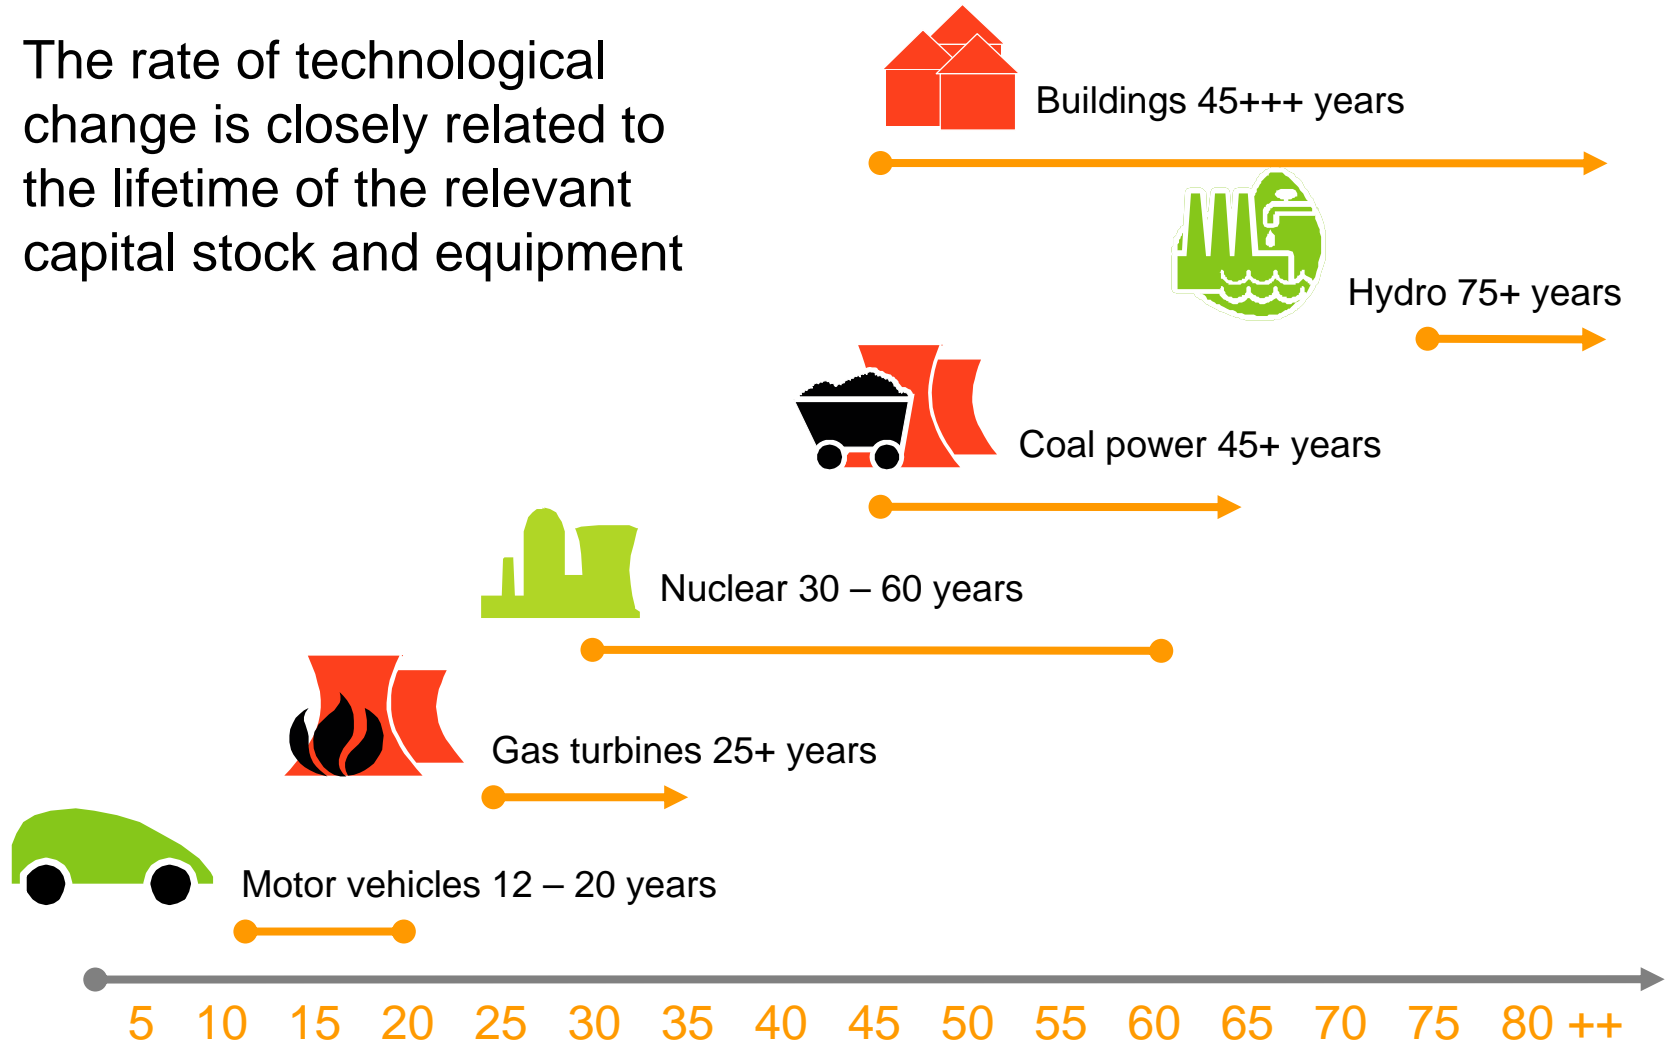 The rate of technological
change is closely related to
the lifetime of the relevant
capital stock and equipment
Buildings 45+++ years
Hydro 75+ years
Coal power 45+ years
Nuclear 30 – 60 years
Gas turbines 25+ years
Motor vehicles 12 – 20 years
5 10 15 20 25 30 35 40 45 50 55 60 65 70 75 80 ++